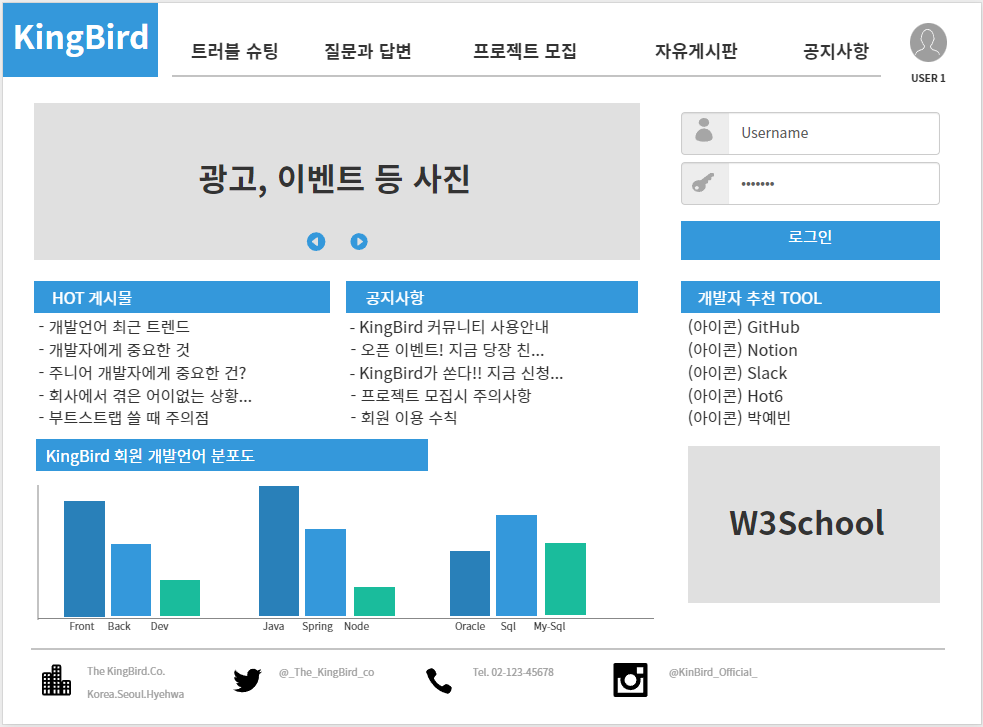 KingBird
트러블 슈팅
질문과 답변
프로젝트 모집
자유게시판
공지사항
USER 1
광고, 이벤트 등 사진
Username
•••••••
로그인
HOT 게시물
- 개발언어 최근 트렌드
- 개발자에게 중요한 것
- 주니어 개발자에게 중요한 건?
- 회사에서 겪은 어이없는 상황...
- 부트스트랩 쓸 때 주의점
공지사항
- KingBird 커뮤니티 사용안내
- 오픈 이벤트! 지금 당장 친...
- KingBird가 쏜다!! 지금 신청...
- 프로젝트 모집시 주의사항
- 회원 이용 수칙
개발자 추천 TOOL
(아이콘) GitHub
(아이콘) Notion
(아이콘) Slack
(아이콘) Hot6
(아이콘) 박예빈
KingBird 회원 개발언어 분포도
Front Back Dev
Java Spring Node
Oracle Sql My-Sql
W3School
The KingBird.Co.
Korea.Seoul.Hyehwa
@_The_KingBird_co
Tel. 02-123-45678
@KinBird_Official_